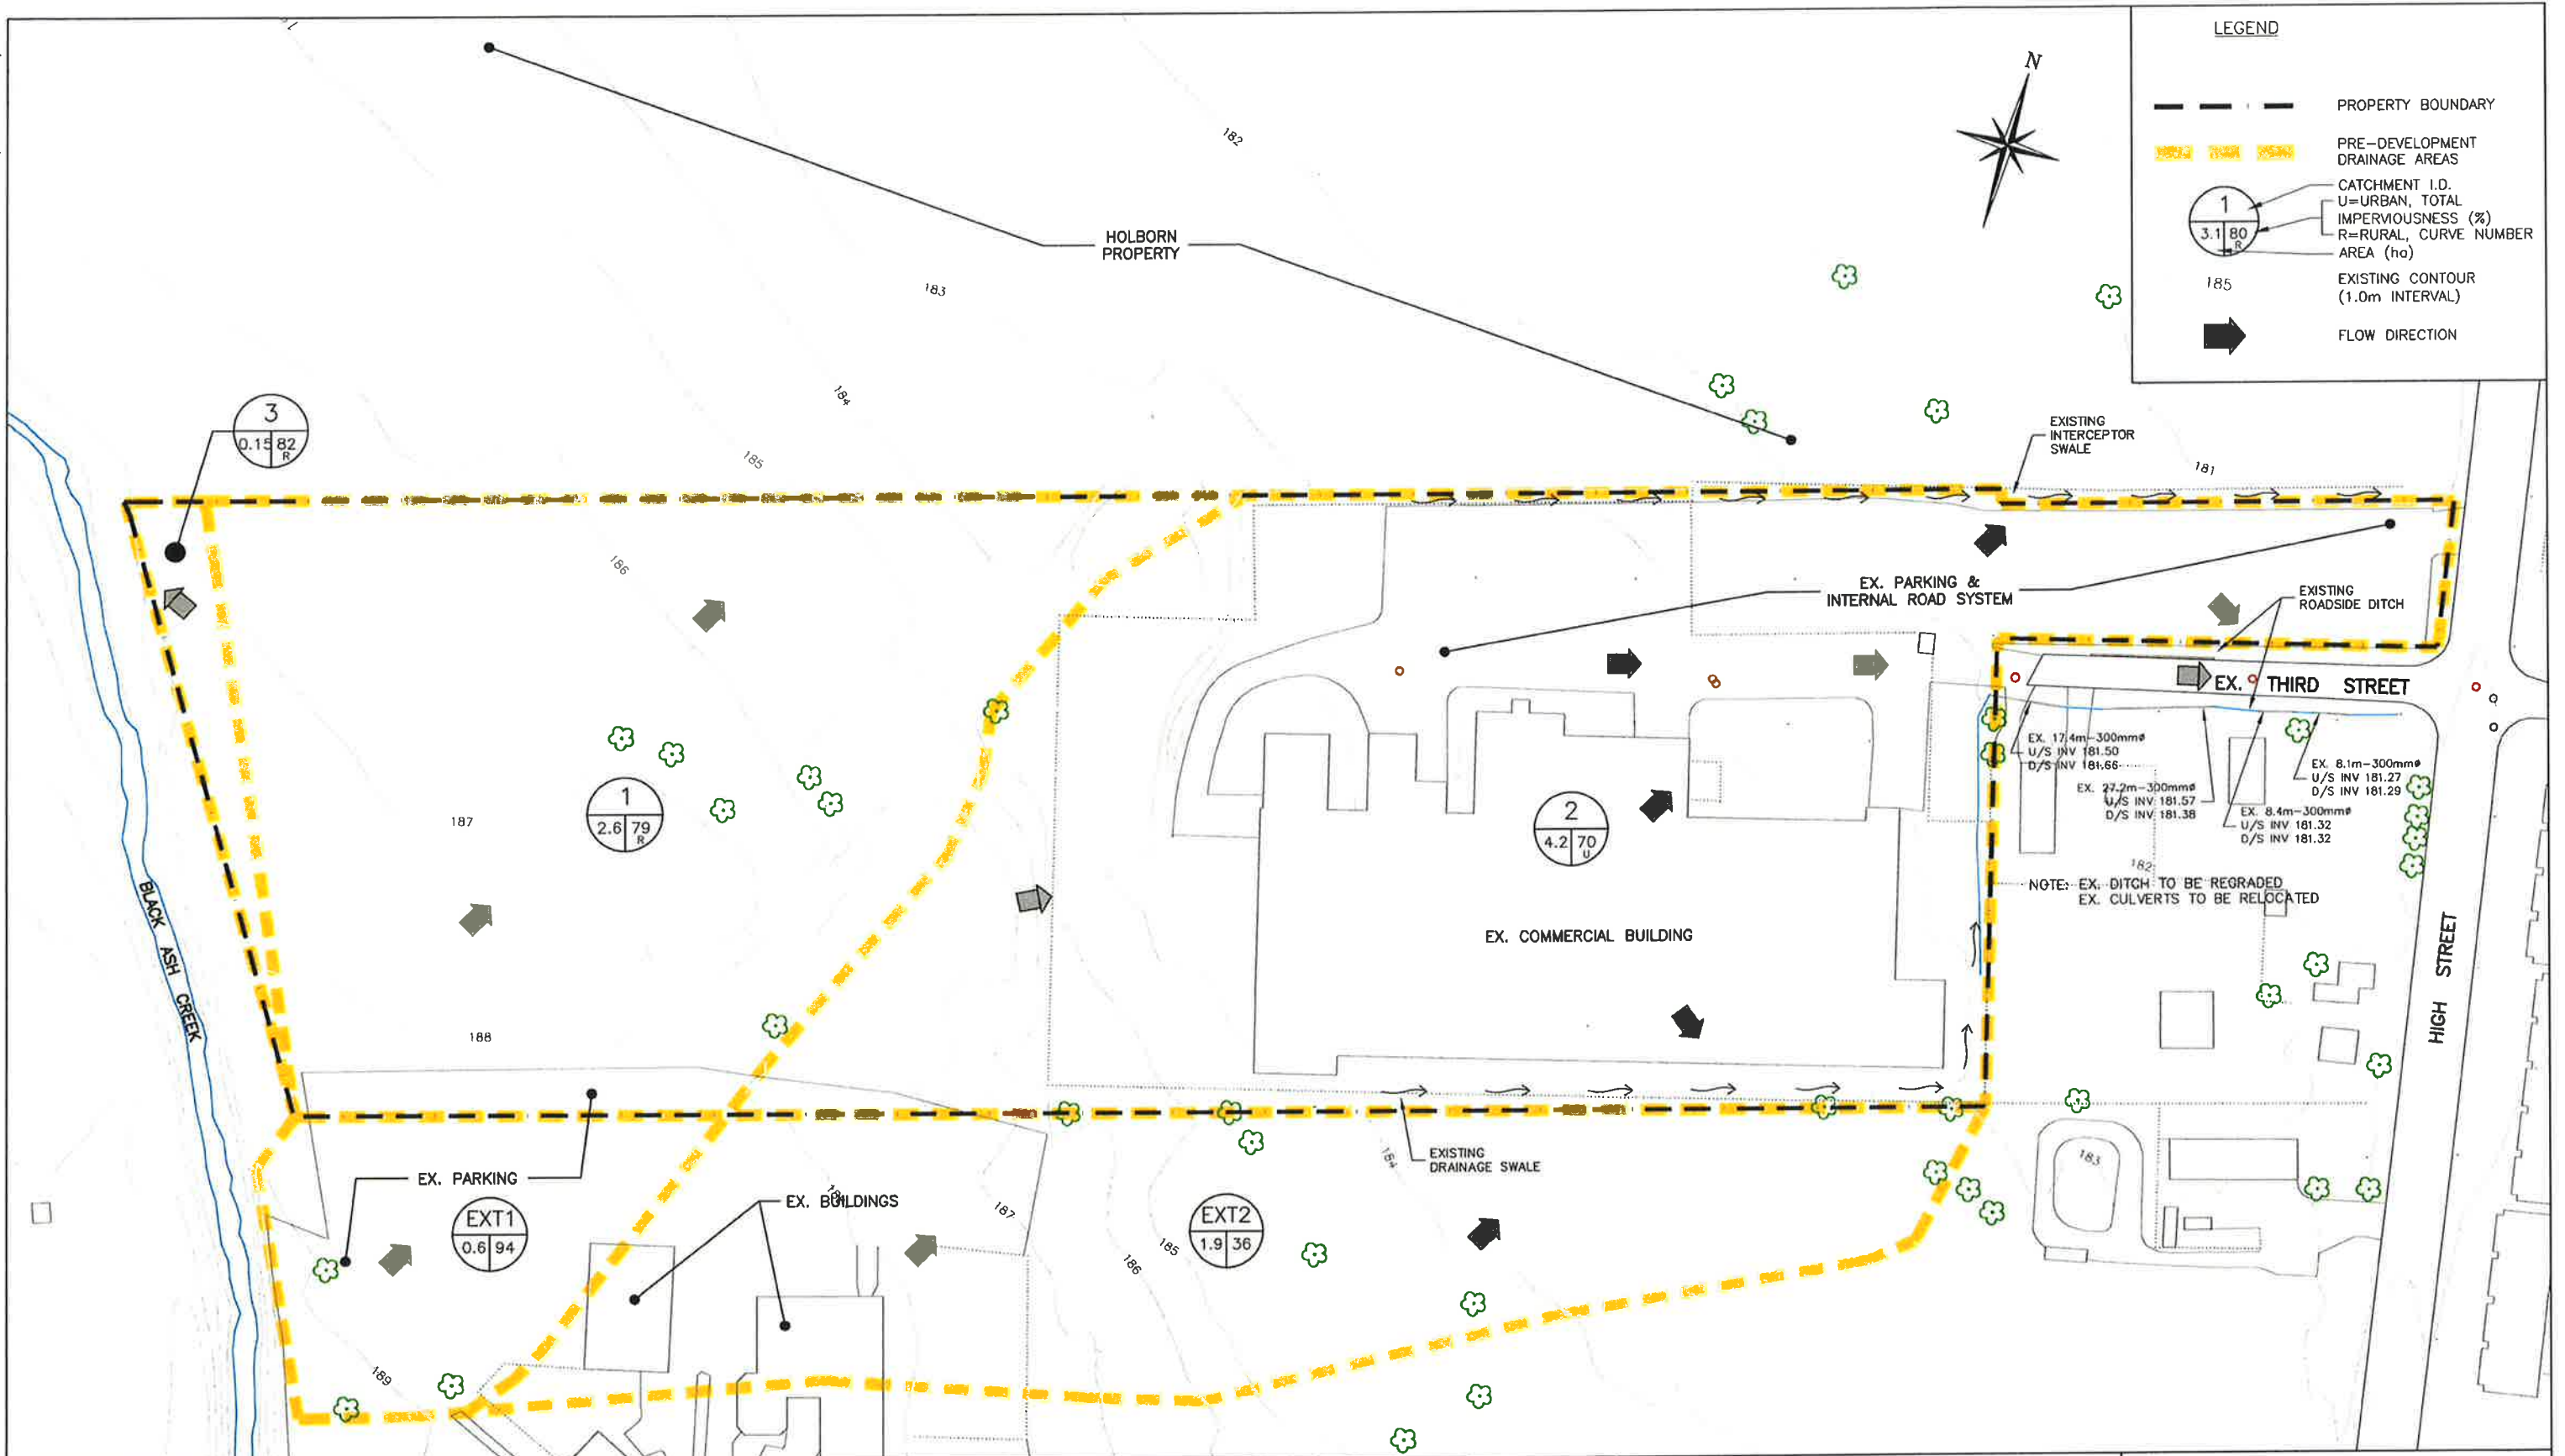 LEGEND
PROPERTY BOUNDARY
PRE-DEVELOPMENT
DRAINAGE AREAS
1
3.1 80
R
CATCHMENT I.D.
U=URBAN, TOTAL
IMPERVIOUSNESS (%)
R=RURAL, CURVE NUMBER
AREA (ha)
185
EXISTING CONTOUR
(1.0m INTERVAL)
FLOW DIRECTION
N
182
HOLBORN
PROPERTY
183
184
185
3
0.15 82
R
EXISTING
INTERCEPTOR
SWALE
181
186
EX. PARKING &
INTERNAL ROAD SYSTEM
EXISTING
ROADSIDE DITCH
EX. THIRD STREET
EX. 17.4m-300mmø
U/S INV 181.50
D/S INV 181.66
EX. 8.1m-300mmø
U/S INV 181.27
D/S INV 181.29
EX. 27.2m-300mmø
U/S INV 181.57
D/S INV 181.38
EX. 8.4m-300mmø
U/S INV 181.32
D/S INV 181.32
1
2.6 79
R
187
2
4.2 70
U
182
NOTE: EX. DITCH TO BE REGRADED
EX. CULVERTS TO BE RELOCATED
BLACK ASH CREEK
EX. COMMERCIAL BUILDING
HIGH STREET
188
EXISTING
DRAINAGE SWALE
184
183
EX. PARKING
EX. BUILDINGS
EXT1
0.6 94
187
EXT2
1.9 36
185
186
189